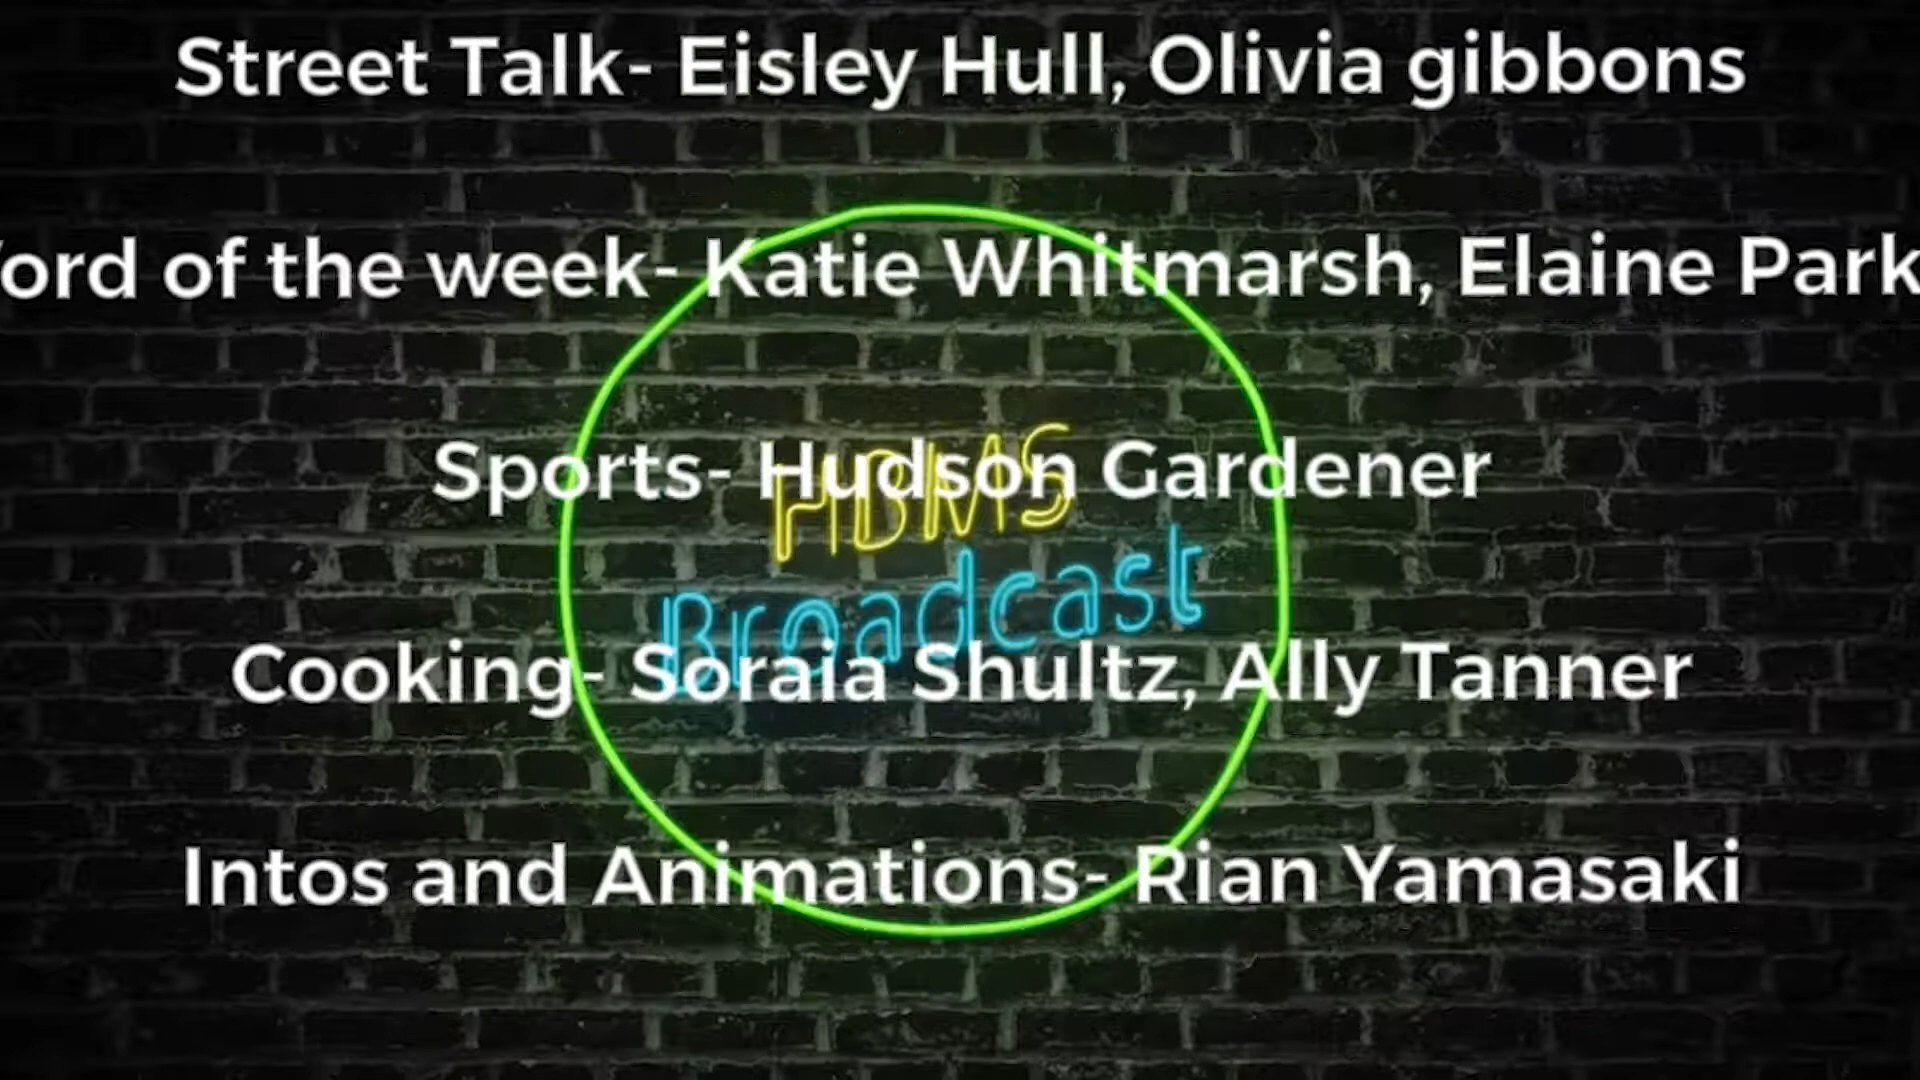 Street Talk- Eisley Hull, Olivia gibbons
ord of the week- Katie Whitmarsh, Elaine Park
Sports- Hudson Gardener
HBMS
Broadcast
Cooking- Soraia Shultz, Ally Tanner
Intos and Animations- Rian Yamasaki